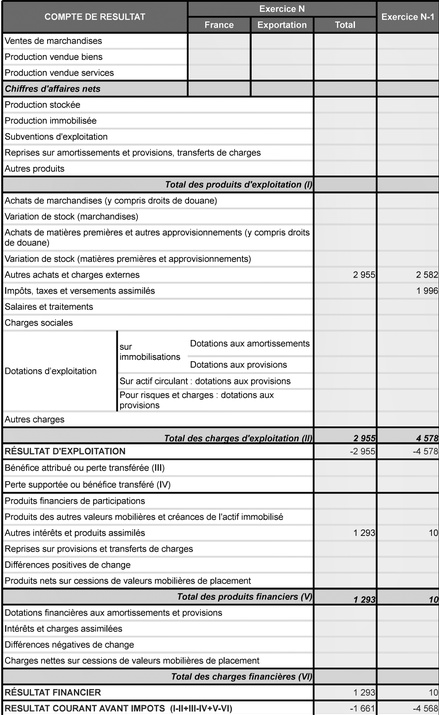 COMPTE DE RESULTAT Exercice N Exercice N-1
France Exportation Total
Ventes de marchandises
Production vendue biens
Production vendue services
Chiffres d'affaires nets
Production stockée
Production immobilisée
Subventions d'exploitation
Reprises sur amortissements et provisions, transferts de charges
Autres produits
Total des produits d'exploitation (I)
Achats de marchandises (y compris droits de douane)
Variation de stock (marchandises)
Achats de matières premières et autres approvisionnements (y compris droits
de douane)
Variation de stock (matières premières et approvisionnements)
Autres achats et charges externes 2 955 2 582
Impôts, taxes et versements assimilés 1 996
Salaires et traitements
Charges sociales
Dotations d'exploitation
sur
immobilisations
Dotations aux amortissements
Dotations aux provisions
Sur actif circulant : dotations aux provisions
Pour risques et charges : dotations aux
provisions
Autres charges
Total des charges d'exploitation (II) 2 955 4 578
RÉSULTAT D'EXPLOITATION -2 955 -4 578
Bénéfice attribué ou perte transférée (III)
Perte supportée ou bénéfice transféré (IV)
Produits financiers de participations
Produits des autres valeurs mobilières et créances de l'actif immobilisé
Autres intérêts et produits assimilés 1 293 10
Reprises sur provisions et transferts de charges
Différences positives de change
Produits nets sur cessions de valeurs mobilières de placement
Total des produits financiers (V) 1 293 10
Dotations financières aux amortissements et provisions
Intérêts et charges assimilées
Différences négatives de change
Charges nettes sur cessions de valeurs mobilières de placement
Total des charges financières (VI)
RÉSULTAT FINANCIER 1 293 10
RÉSULTAT COURANT AVANT IMPOTS (I-II+III-IV+V-VI) -1 661 -4 568